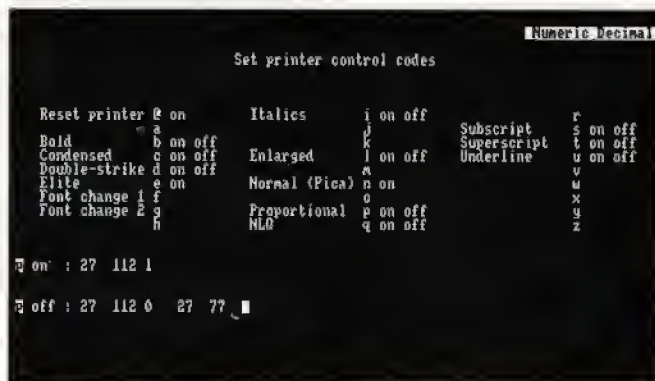 Numeric Decimal
Set printer control codes
Reset printer @ on Italics i on off r
a j Subscript s on off
Bold b on off k Superscript t on off
Condensed c on off Enlarged l on off Underline u on off
Double-strike d on off m v
Elite e on Normal (Pica) n on w
Font change 1 f o x
Font change 2 g Proportional p on off y
h NLQ q on off z
p on : 27 112 1
p off : 27 112 0 27 77